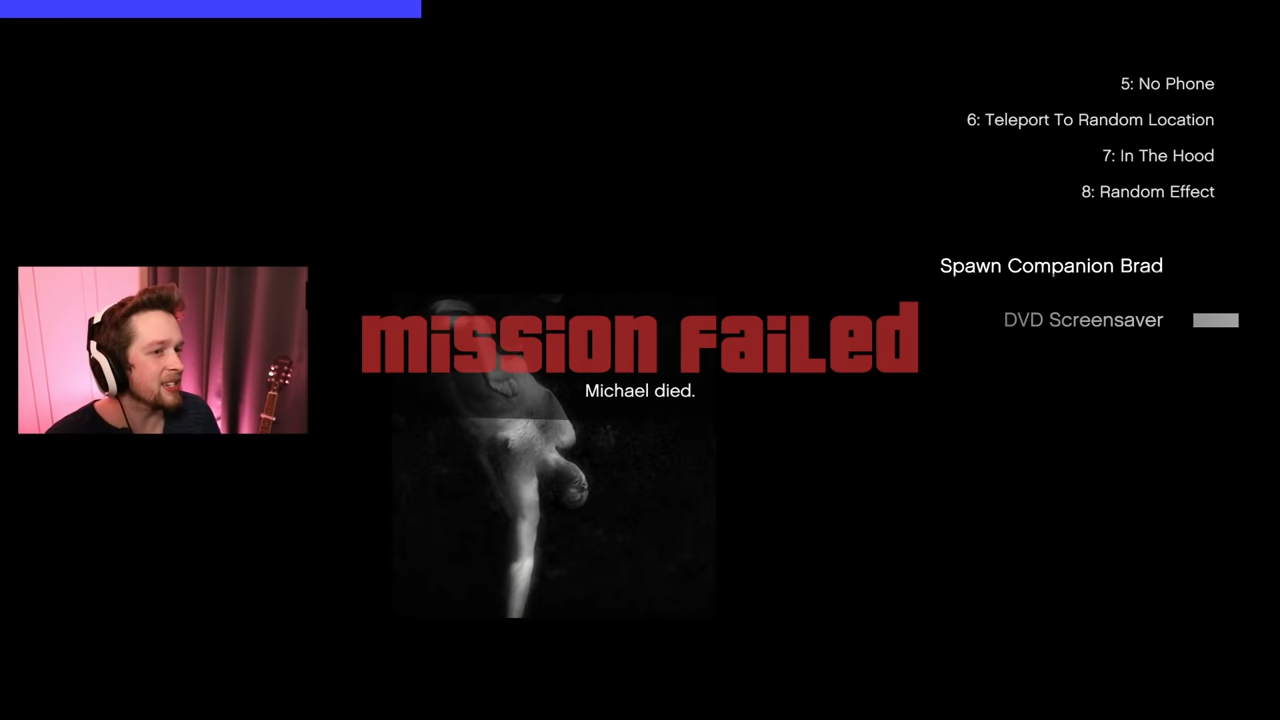 5: No Phone
6: Teleport To Random Location
7: In The Hood
8: Random Effect
Spawn Companion Brad
DVD Screensaver
mission failed
Michael died.